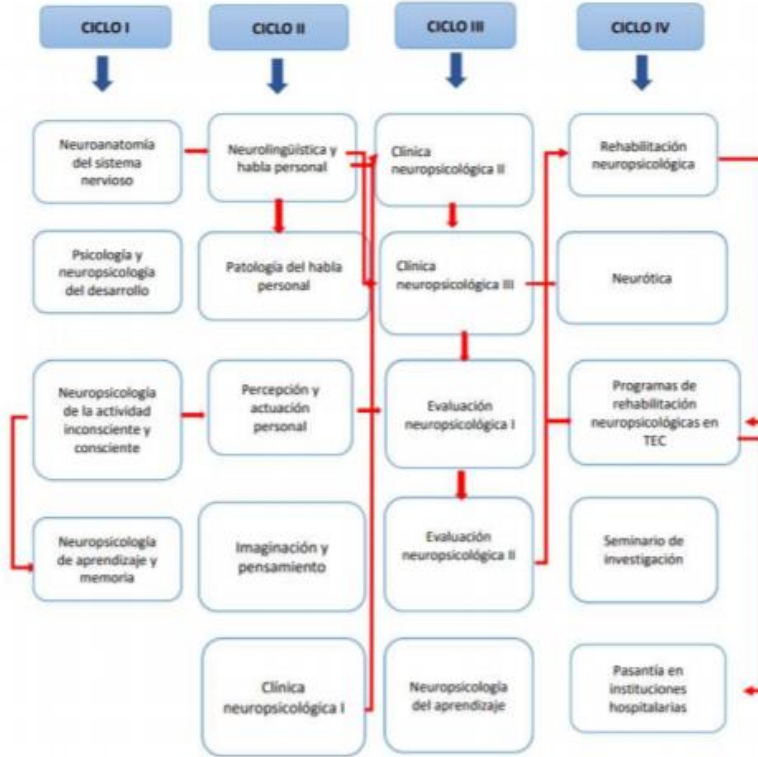 CICLO I
CICLO II
CICLO III
CICLO IV
Neuroanatomía
del sistema
nervioso
Neurolingüística y
habla personal
Clínica
neuropsicológica II
Rehabilitación
neuropsicológica
Psicología y
neuropsicología
del desarrollo
Patología del habla
personal
Clínica
neuropsicológica III
Neurótica
Neuropsicología
de la actividad
inconsciente y
consciente
Percepción y
actuación
personal
Evaluación
neuropsicológica I
Programas de
rehabilitación
neuropsicológicas en
TEC
Neuropsicología
de aprendizaje y
memoria
Imaginación y
pensamiento
Evaluación
neuropsicológica II
Seminario de
investigación
Clínica
neuropsicológica I
Neuropsicología
del aprendizaje
Pasantía en
instituciones
hospitalarias